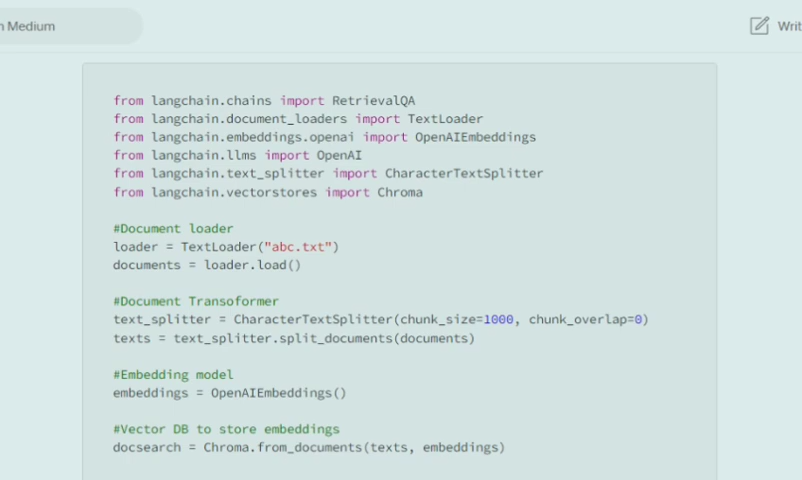 n Medium
Writ
from langchain.chains import RetrievalQA
from langchain.document_loaders import TextLoader
from langchain.embeddings.openai import OpenAIEmbeddings
from langchain.llms import OpenAI
from langchain.text_splitter import CharacterTextSplitter
from langchain.vectorstores import Chroma

#Document loader
loader = TextLoader("abc.txt")
documents = loader.load()

#Document Transoformer
text_splitter = CharacterTextSplitter(chunk_size=1000, chunk_overlap=0)
texts = text_splitter.split_documents(documents)

#Embedding model
embeddings = OpenAIEmbeddings()

#Vector DB to store embeddings
docsearch = Chroma.from_documents(texts, embeddings)